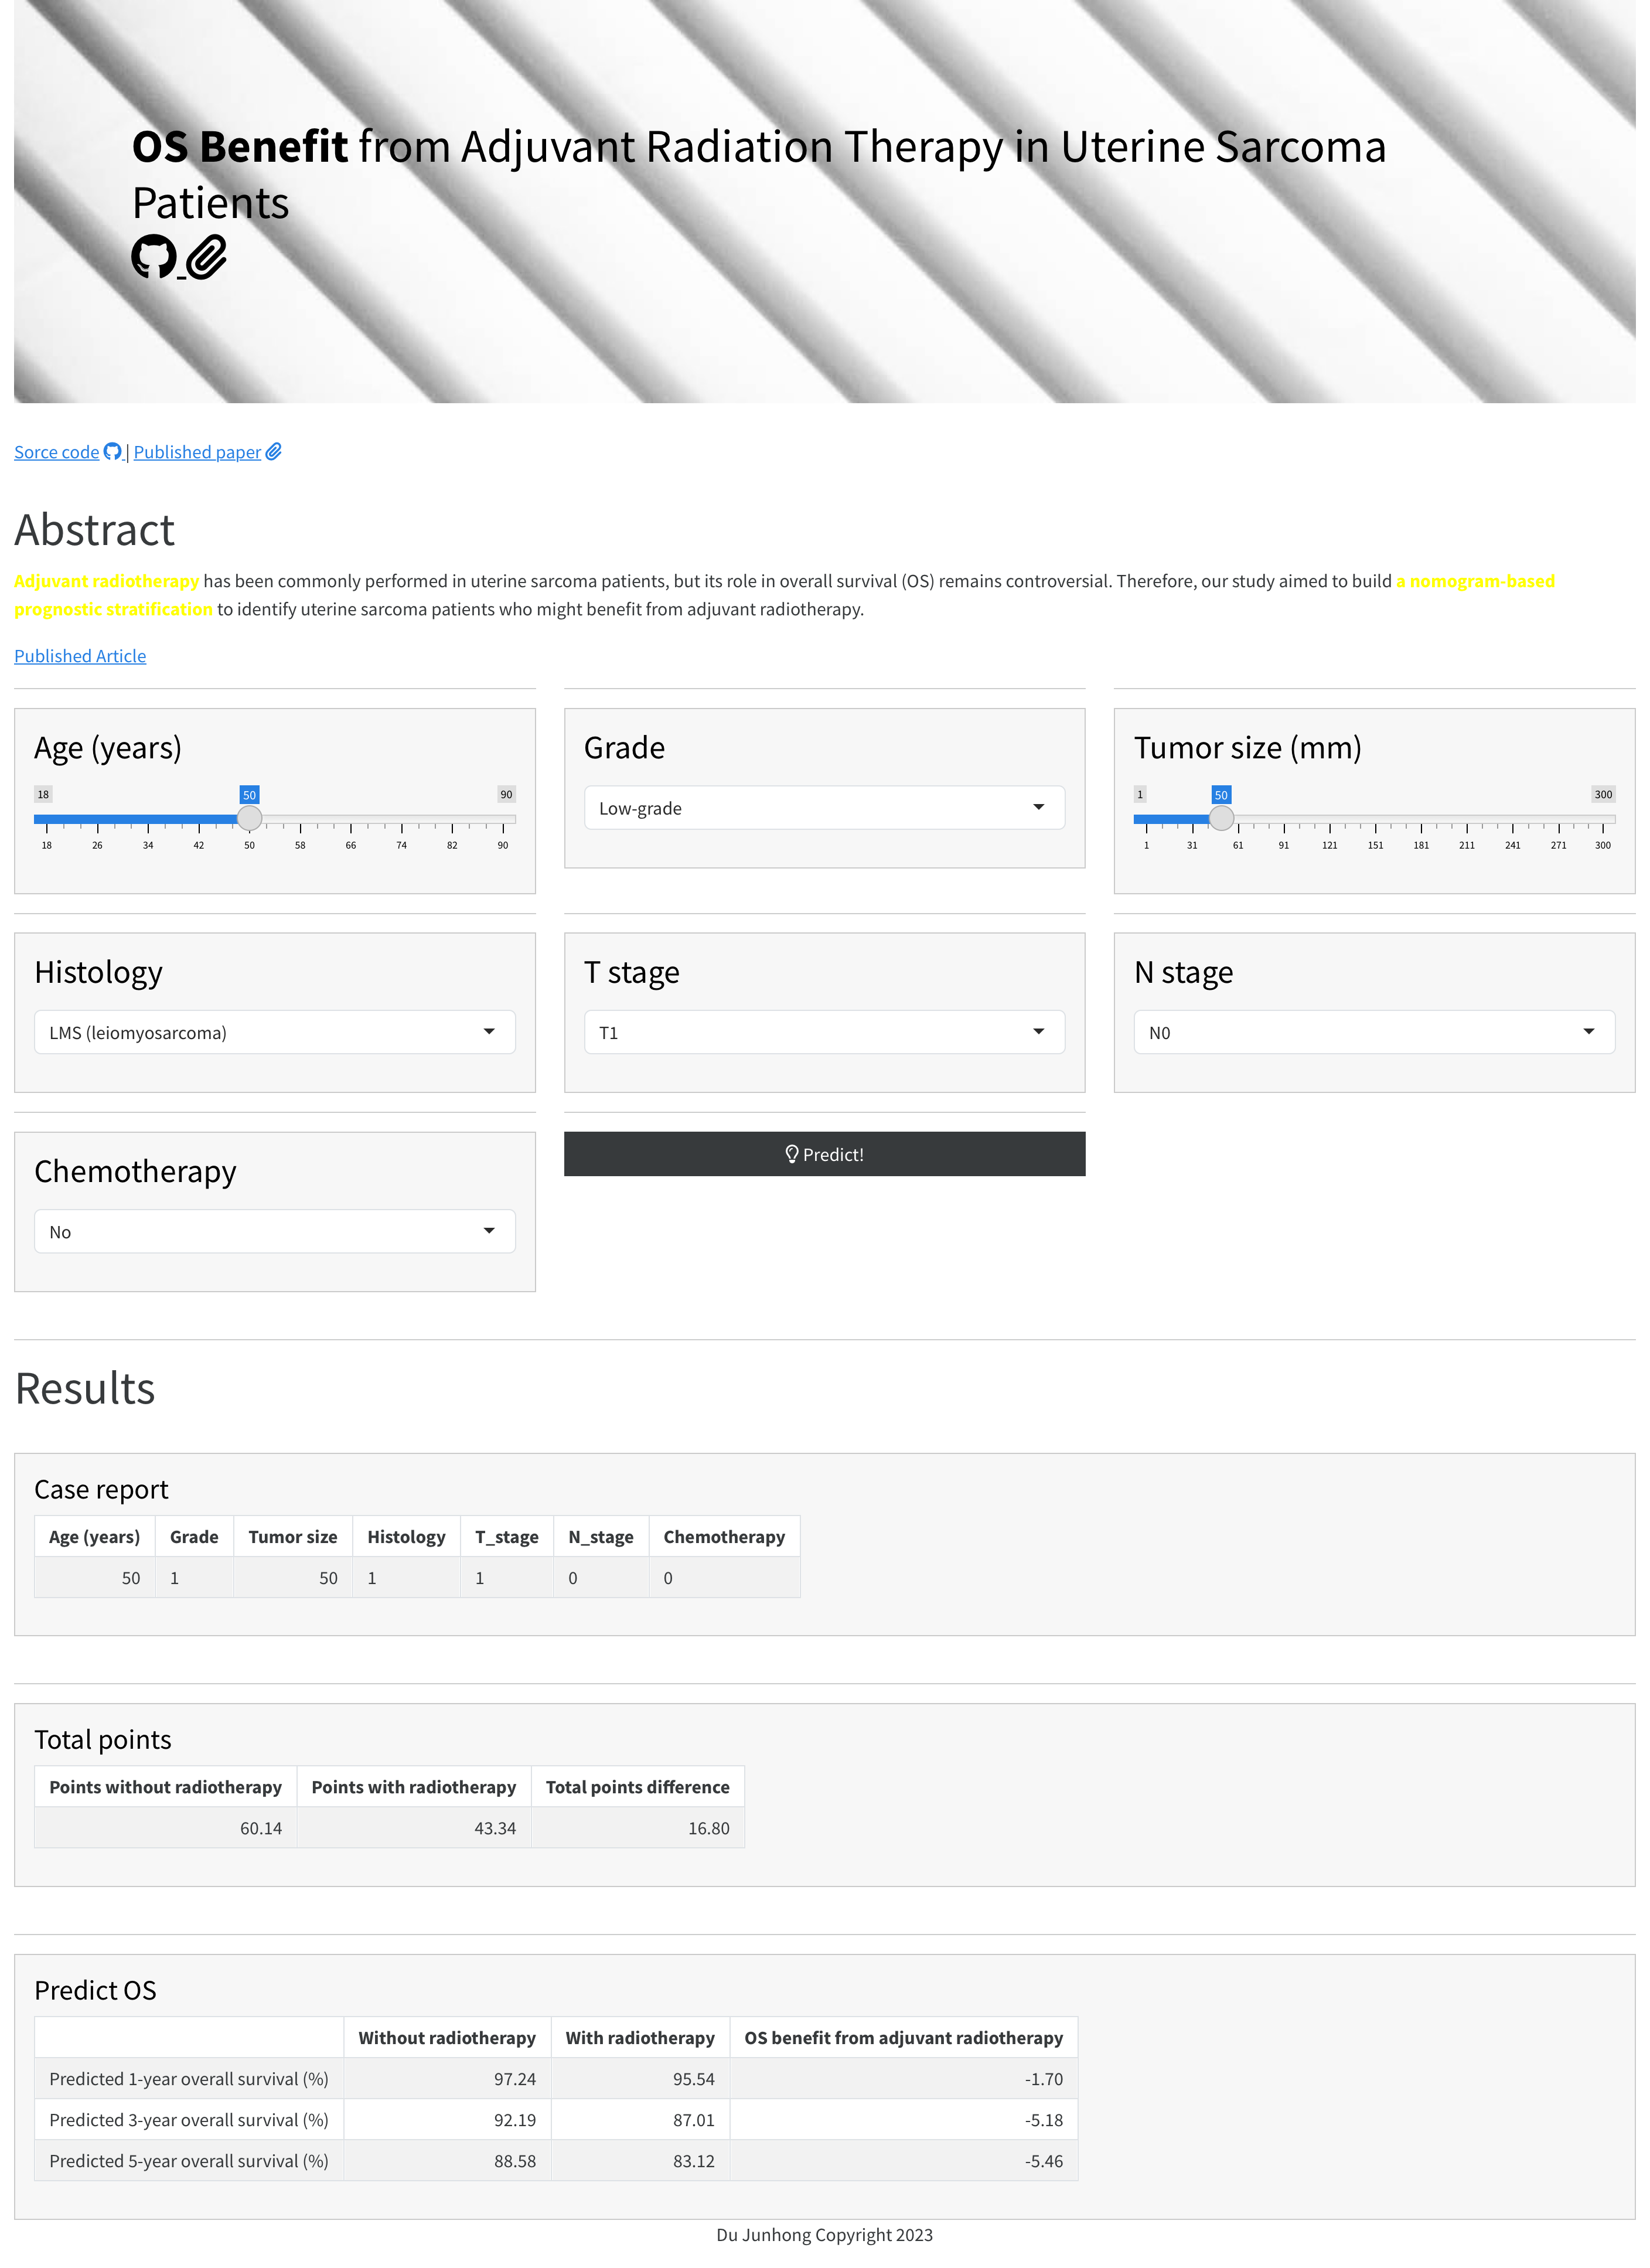 OS Benefit from Adjuvant Radiation Therapy in Uterine Sarcoma
Patients
Sorce code | Published paper
Abstract
Adjuvant radiotherapy has been commonly performed in uterine sarcoma patients, but its role in overall survival (OS) remains controversial. Therefore, our study aimed to build a nomogram-based
prognostic stratification to identify uterine sarcoma patients who might benefit from adjuvant radiotherapy.
Published Article
Age (years)
18 50 90
18 26 34 42 50 58 66 74 82 90
Grade
Low-grade
Tumor size (mm)
1 50 300
1 31 61 91 121 151 181 211 241 271 300
Histology
LMS (leiomyosarcoma)
T stage
T1
N stage
N0
Chemotherapy
No
Predict!
Results
Case report
Age (years) Grade Tumor size Histology T_stage N_stage Chemotherapy
50 1 50 1 1 0 0
Total points
Points without radiotherapy Points with radiotherapy Total points difference
60.14 43.34 16.80
Predict OS
Without radiotherapy With radiotherapy OS benefit from adjuvant radiotherapy
Predicted 1-year overall survival (%) 97.24 95.54 -1.70
Predicted 3-year overall survival (%) 92.19 87.01 -5.18
Predicted 5-year overall survival (%) 88.58 83.12 -5.46
Du Junhong Copyright 2023